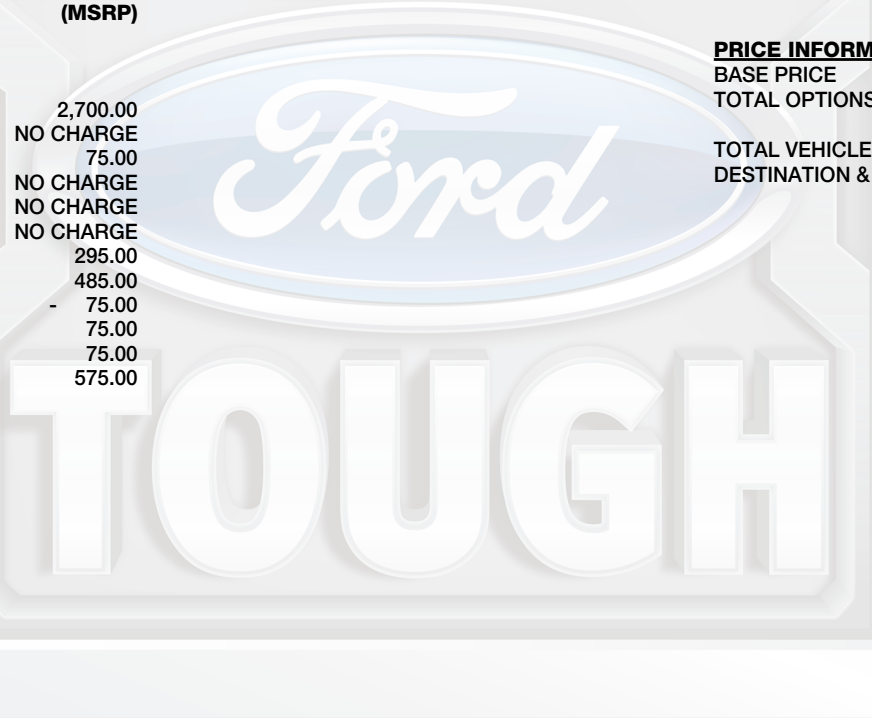 (MSRP)
2,700.00
NO CHARGE
75.00
NO CHARGE
NO CHARGE
NO CHARGE
295.00
485.00
- 75.00
75.00
75.00
575.00
PRICE INFORM
BASE PRICE
TOTAL OPTIONS
TOTAL VEHICLE
DESTINATION &
Ford
TOUGH